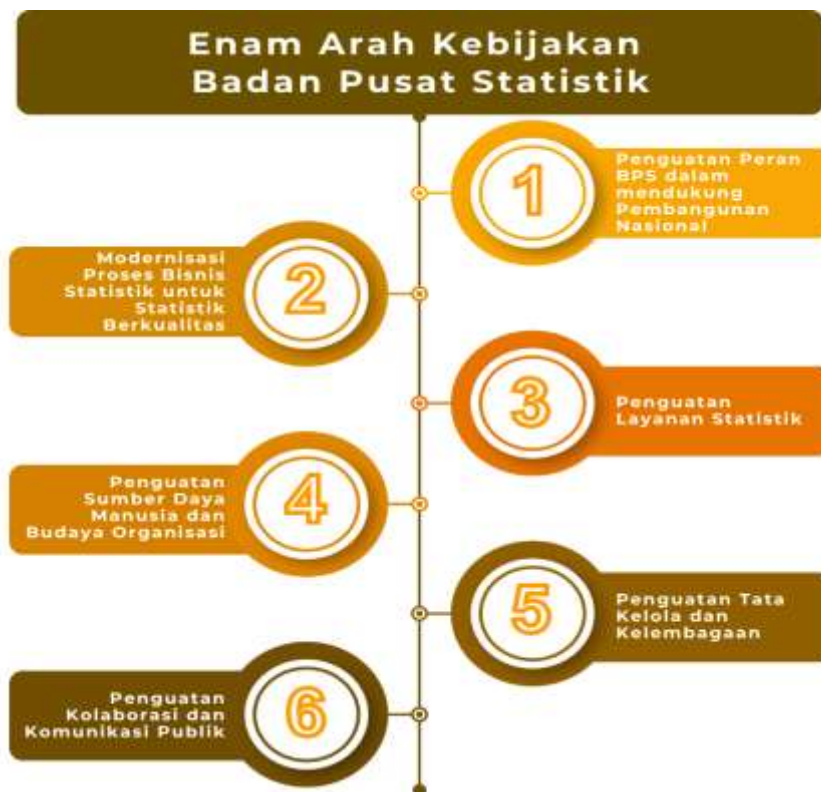 Enam Arah Kebijakan
Badan Pusat Statistik
1
Penguatan Peran
BPS dalam
mendukung
Pembangunan
Nasional
2
Modernisasi
Proses Bisnis
Statistik untuk
Statistik
Berkualitas
3
Penguatan
Layanan Statistik
4
Penguatan
Sumber Daya
Manusia dan
Budaya Organisasi
5
Penguatan Tata
Kelola dan
Kelembagaan
6
Penguatan
Kolaborasi dan
Komunikasi Publik